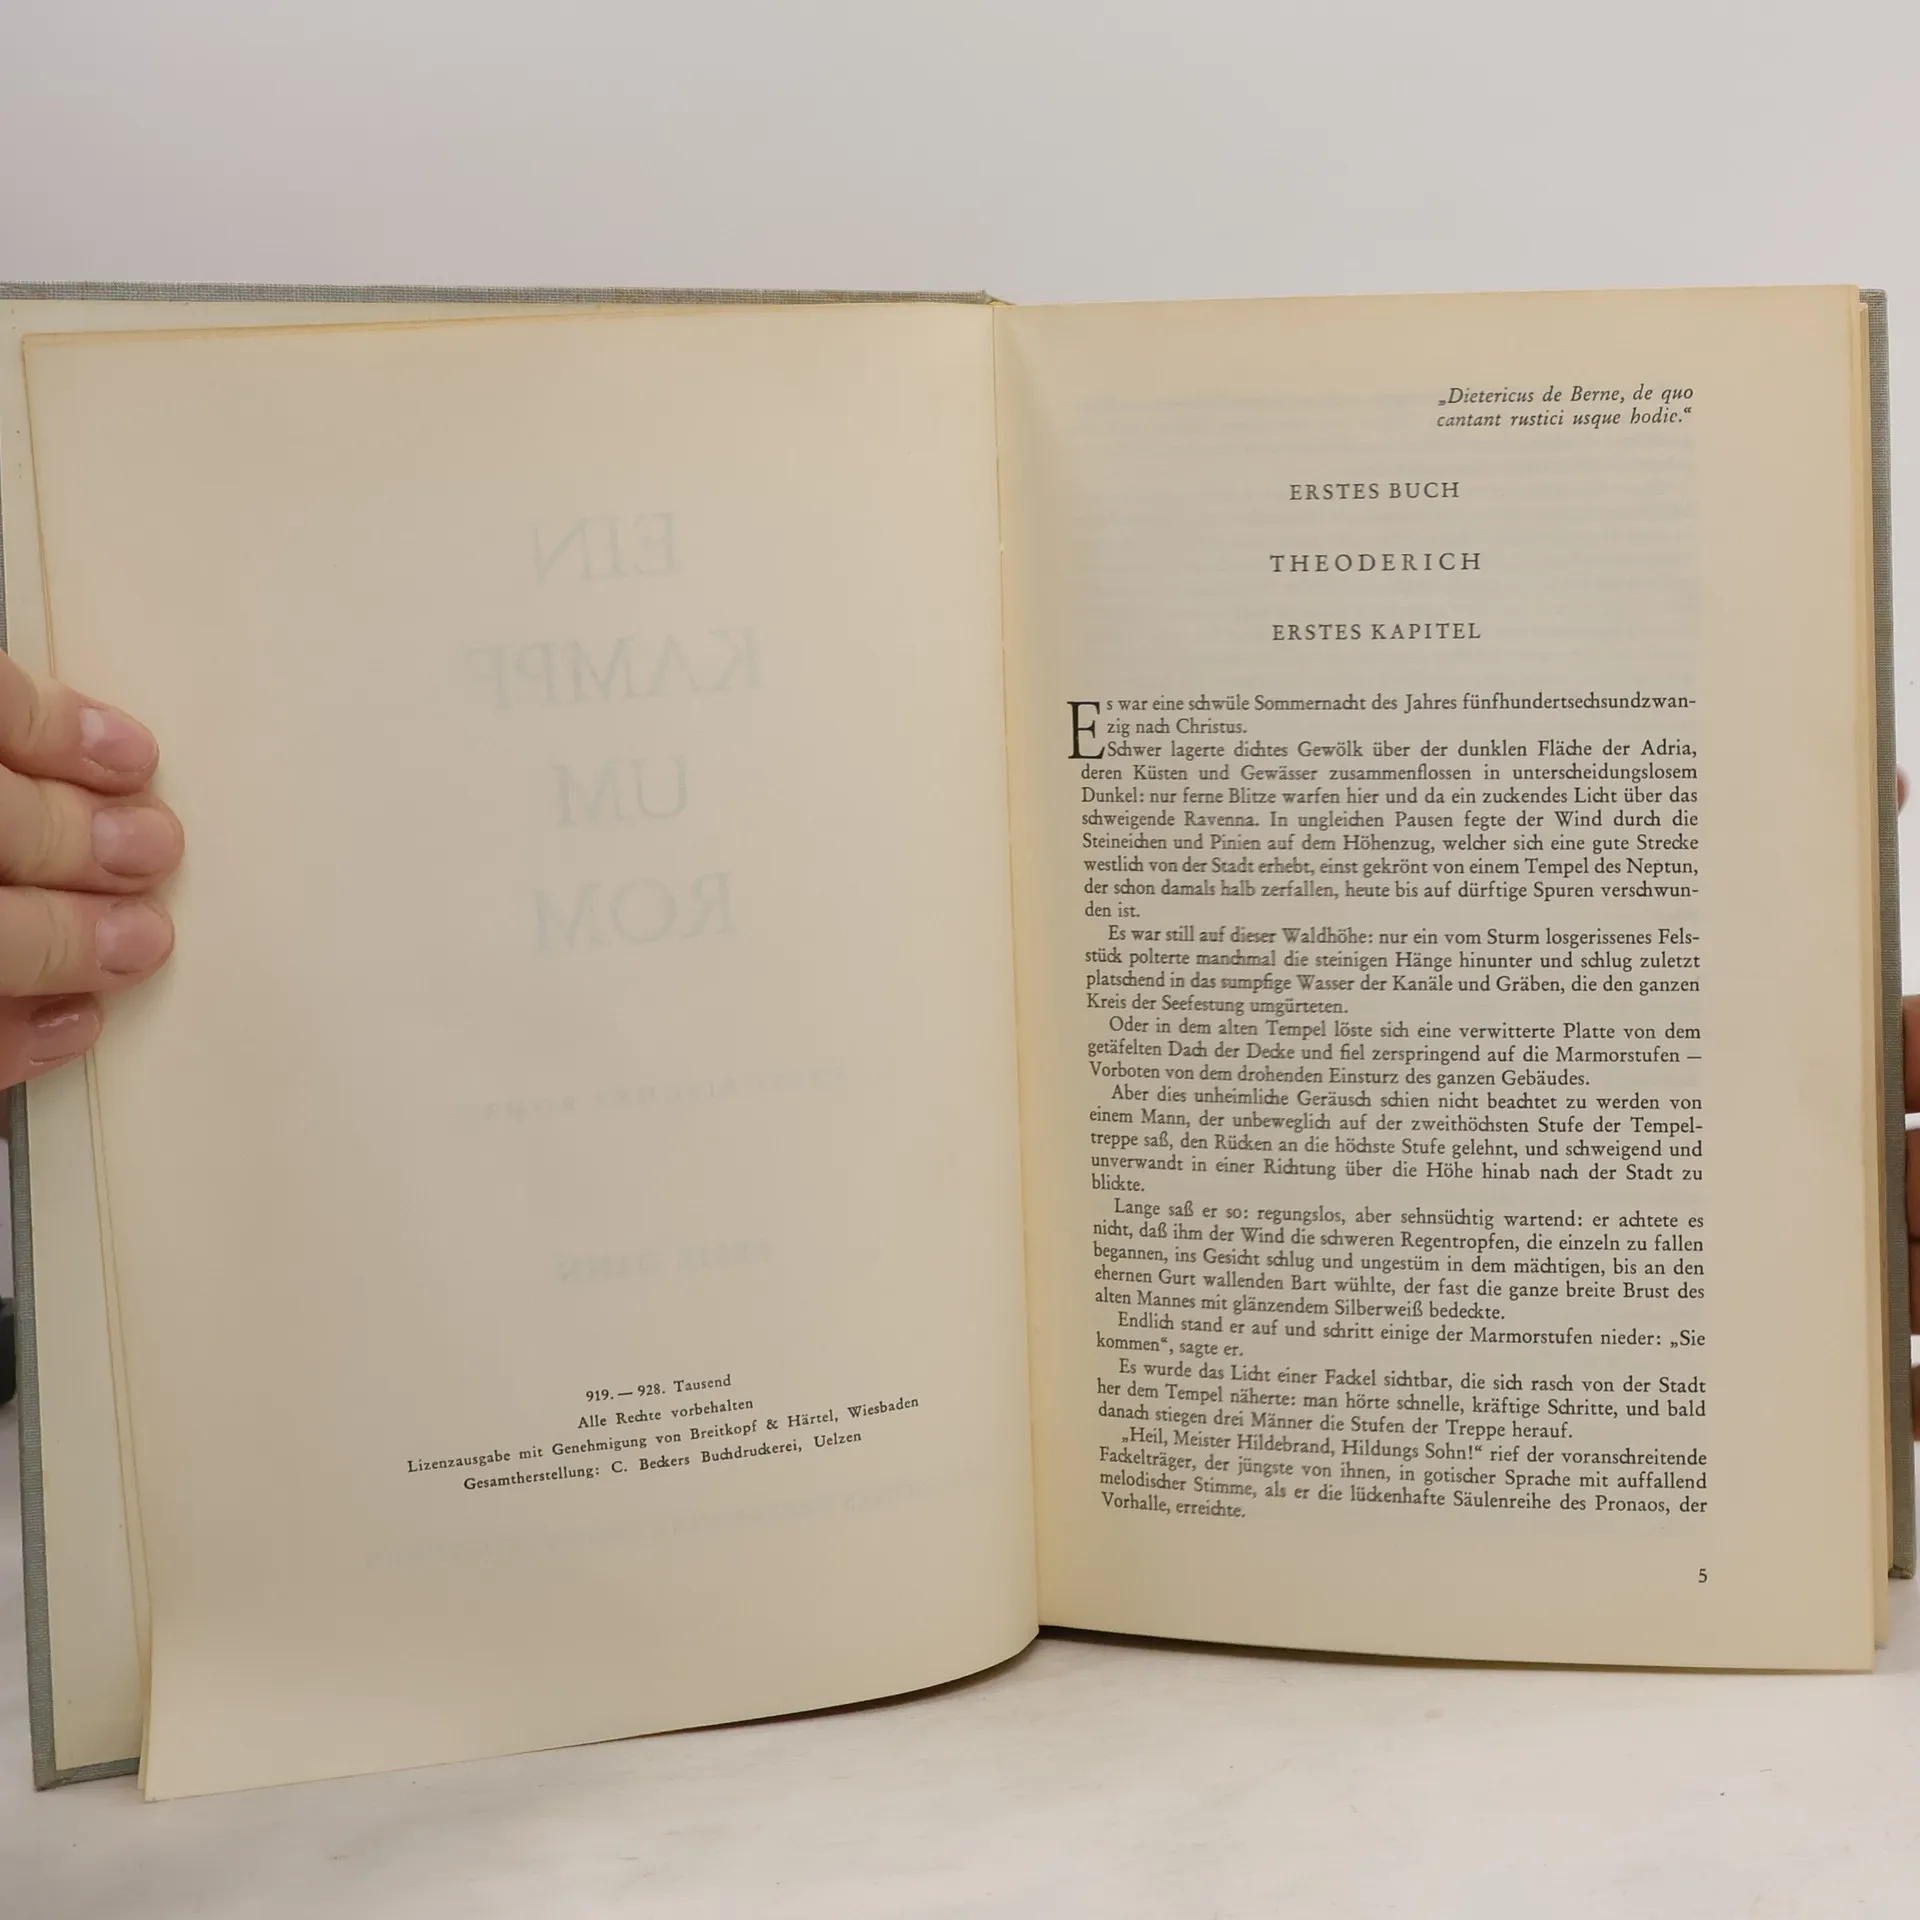 EIN
KAMPF
UM
ROM
919. — 928. Tausend
Alle Rechte vorbehalten
Lizenzausgabe mit Genehmigung von Breitkopf & Härtel, Wiesbaden
Gesamtherstellung: C. Beckers Buchdruckerei, Uelzen
„Dietericus de Berne, de quo
cantant rustici usque hodie.“
ERSTES BUCH
THEODERICH
ERSTES KAPITEL
Es war eine schwüle Sommernacht des Jahres fünfhundertsechsundzwan-
zig nach Christus.
Schwer lagerte dichtes Gewölk über der dunklen Fläche der Adria,
deren Küsten und Gewässer zusammenflossen in unterscheidungslosem
Dunkel: nur ferne Blitze warfen hier und da ein zuckendes Licht über das
schweigende Ravenna. In ungleichen Pausen fegte der Wind durch die
Steineichen und Pinien auf dem Höhenzug, welcher sich eine gute Strecke
westlich von der Stadt erhebt, einst gekrönt von einem Tempel des Neptun,
der schon damals halb zerfallen, heute bis auf dürftige Spuren verschwun-
den ist.
Es war still auf dieser Waldhöhe: nur ein vom Sturm losgerissenes Fels-
stück polterte manchmal die steinigen Hänge hinunter und schlug zuletzt
platschend in das sumpfige Wasser der Kanäle und Gräben, die den ganzen
Kreis der Seefestung umgürteten.
Oder in dem alten Tempel löste sich eine verwitterte Platte von dem
getäfelten Dach der Decke und fiel zerspringend auf die Marmorstufen —
Vorboten von dem drohenden Einsturz des ganzen Gebäudes.
Aber dies unheimliche Geräusch schien nicht beachtet zu werden von
einem Mann, der unbeweglich auf der zweithöchsten Stufe der Tempel-
treppe saß, den Rücken an die höchste Stufe gelehnt, und schweigend und
unverwandt in einer Richtung über die Höhe hinab nach der Stadt zu
blickte.
Lange saß er so: regungslos, aber sehnsüchtig wartend: er achtete es
nicht, daß ihm der Wind die schweren Regentropfen, die einzeln zu fallen
begannen, ins Gesicht schlug und ungestüm in dem mächtigen, bis an den
ehernen Gurt wallenden Bart wühlte, der fast die ganze breite Brust des
alten Mannes mit glänzendem Silberweiß bedeckte.
Endlich stand er auf und schritt einige der Marmorstufen nieder: „Sie
kommen“, sagte er.
Es wurde das Licht einer Fackel sichtbar, die sich rasch von der Stadt
her dem Tempel näherte: man hörte schnelle, kräftige Schritte, und bald
danach stiegen drei Männer die Stufen der Treppe herauf.
„Heil, Meister Hildebrand, Hildungs Sohn!“ rief der voranschreitende
Fackelträger, der jüngste von ihnen, in gotischer Sprache mit auffallend
melodischer Stimme, als er die lückenhafte Säulenreihe des Pronaos, der
Vorhalle, erreichte.
5